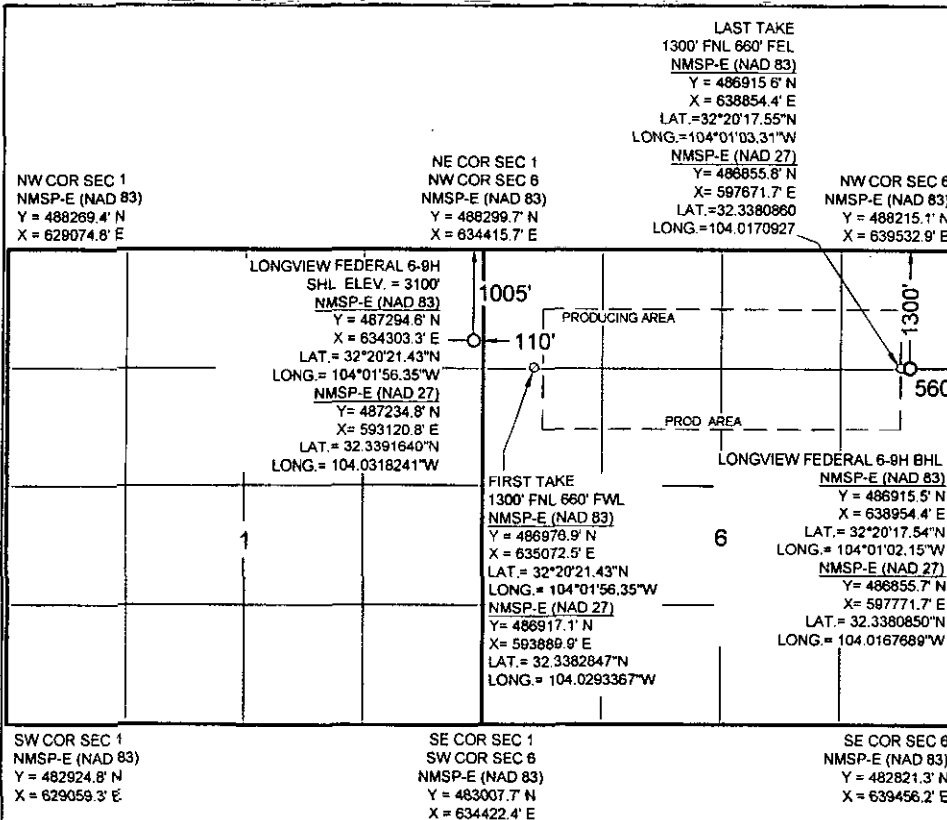 LAST TAKE
1300' FNL 660' FEL
NMSP-E (NAD 83)
Y = 486915 6' N
X = 638854.4' E
LAT.=32°20'17.55"N
LONG.=104°01'03.31"W
NMSP-E (NAD 27)
Y= 486855.8' N
X= 597671.7' E
LAT.=32.3380860
LONG.=104.0170927
NW COR SEC 1
NMSP-E (NAD 83)
Y = 488269.4' N
X = 629074.8' E
NE COR SEC 1
NW COR SEC 6
NMSP-E (NAD 83)
Y = 488299.7' N
X = 634415.7' E
NW COR SEC 6
NMSP-E (NAD 83)
Y = 488215.1' N
X = 639532.9' E
LONGVIEW FEDERAL 6-9H
SHL ELEV. = 3100'
NMSP-E (NAD 83)
Y = 487294.6' N
X = 634303.3' E
LAT.= 32°20'21.43"N
LONG.= 104°01'56.35"W
NMSP-E (NAD 27)
Y= 487234.8' N
X= 593120.8' E
LAT.= 32.3391640"N
LONG.= 104.0318241"W
1005'
110'
PRODUCING AREA
1300'
560
PROD AREA
FIRST TAKE
1300' FNL 660' FWL
NMSP-E (NAD 83)
Y = 486976.9' N
X = 635072.5' E
LAT.= 32°20'21.43"N
LONG.= 104°01'56.35"W
NMSP-E (NAD 27)
Y= 486917.1' N
X= 593889.9' E
LAT.= 32.3382847"N
LONG.= 104.0293367"W
LONGVIEW FEDERAL 6-9H BHL
NMSP-E (NAD 83)
Y = 486915.5' N
X = 638954.4' E
LAT.= 32°20'17.54"N
LONG.= 104°01'02.15"W
NMSP-E (NAD 27)
Y= 486855.7' N
X= 597771.7' E
LAT.= 32.3380850"N
LONG.= 104.0167689"W
1
6
SW COR SEC 1
NMSP-E (NAD 83)
Y = 482924.8' N
X = 629059.3' E
SE COR SEC 1
SW COR SEC 6
NMSP-E (NAD 83)
Y = 483007.7' N
X = 634422.4' E
SE COR SEC 6
NMSP-E (NAD 83)
Y = 482821.3' N
X = 639456.2' E